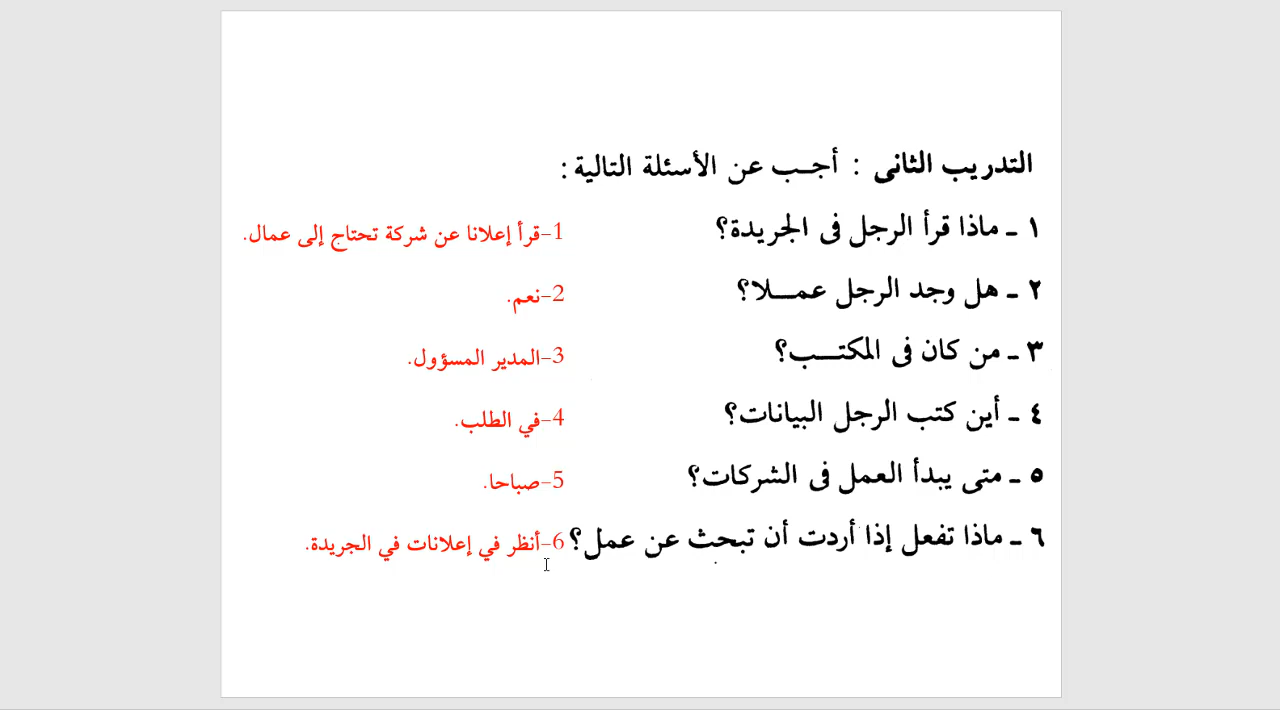 التدريب الثانى : أجـب عن الأسئلة التالية :
١ ـ ماذا قرأ الرجل فى الجريدة؟ 1-قرأ إعلانا عن شركة تحتاج إلى عمال.
٢ ـ هل وجد الرجل عمـــلا؟ 2-نعم.
٣ ـ من كان فى المكتـــب؟ 3-المدير المسؤول.
٤ ـ أين كتب الرجل البيانات؟ 4-في الطلب.
٥ ـ متى يبدأ العمل فى الشركات؟ 5-صباحا.
٦ ـ ماذا تفعل إذا أردت أن تبحث عن عمل؟ 6-أنظر في إعلانات في الجريدة.